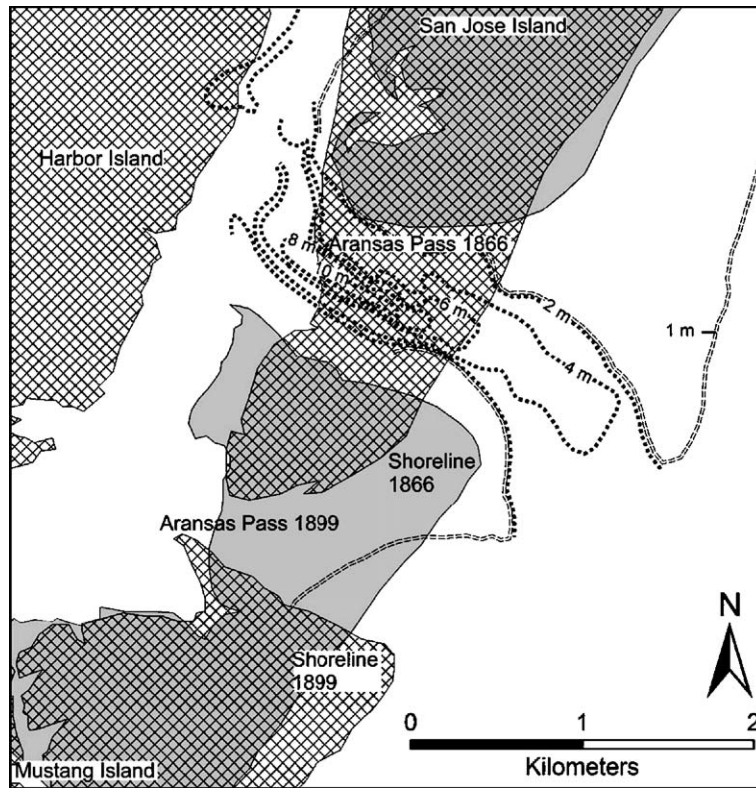 San Jose Island
Harbor Island
Aransas Pass 1866
8 m
10 m
6 m
2 m
1 m
4 m
Shoreline
1866
Aransas Pass 1899
Shoreline
1899
Mustang Island
N
0 1 2
Kilometers